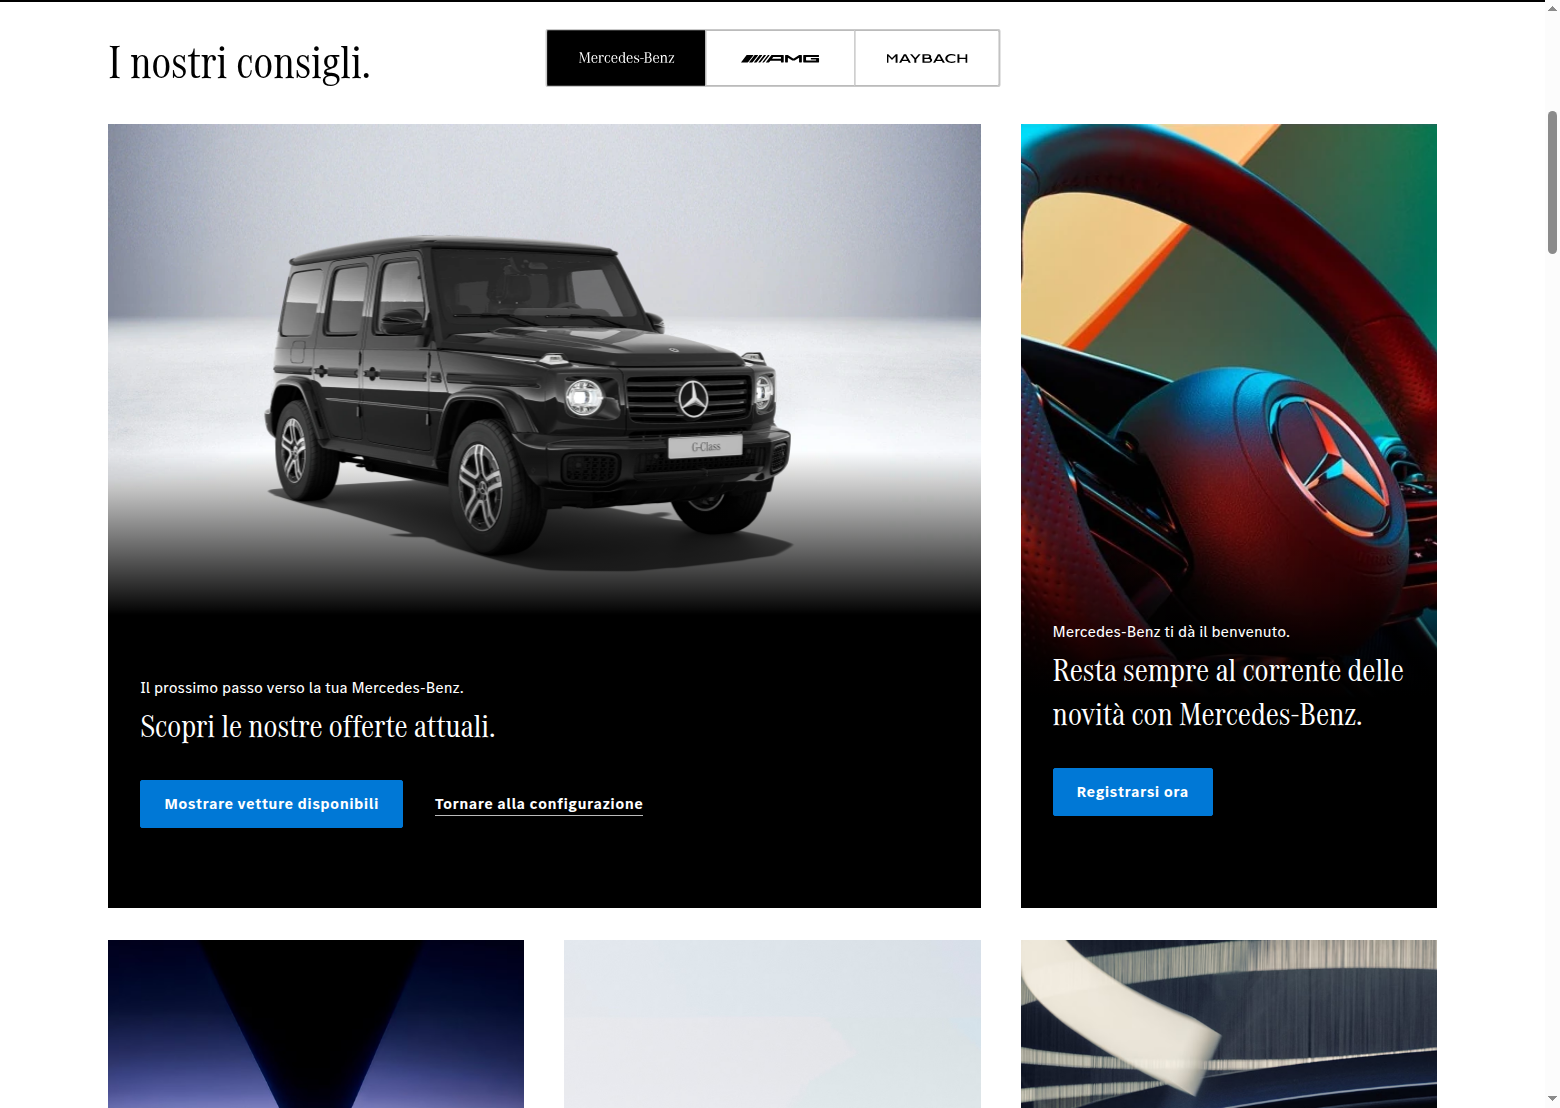 I nostri consigli.
Mercedes-Benz
AMG
MAYBACH
G-Class
Il prossimo passo verso la tua Mercedes-Benz.
Scopri le nostre offerte attuali.
Mostrare vetture disponibili
Tornare alla configurazione
Mercedes-Benz ti dà il benvenuto.
Resta sempre al corrente delle
novità con Mercedes-Benz.
Registrarsi ora